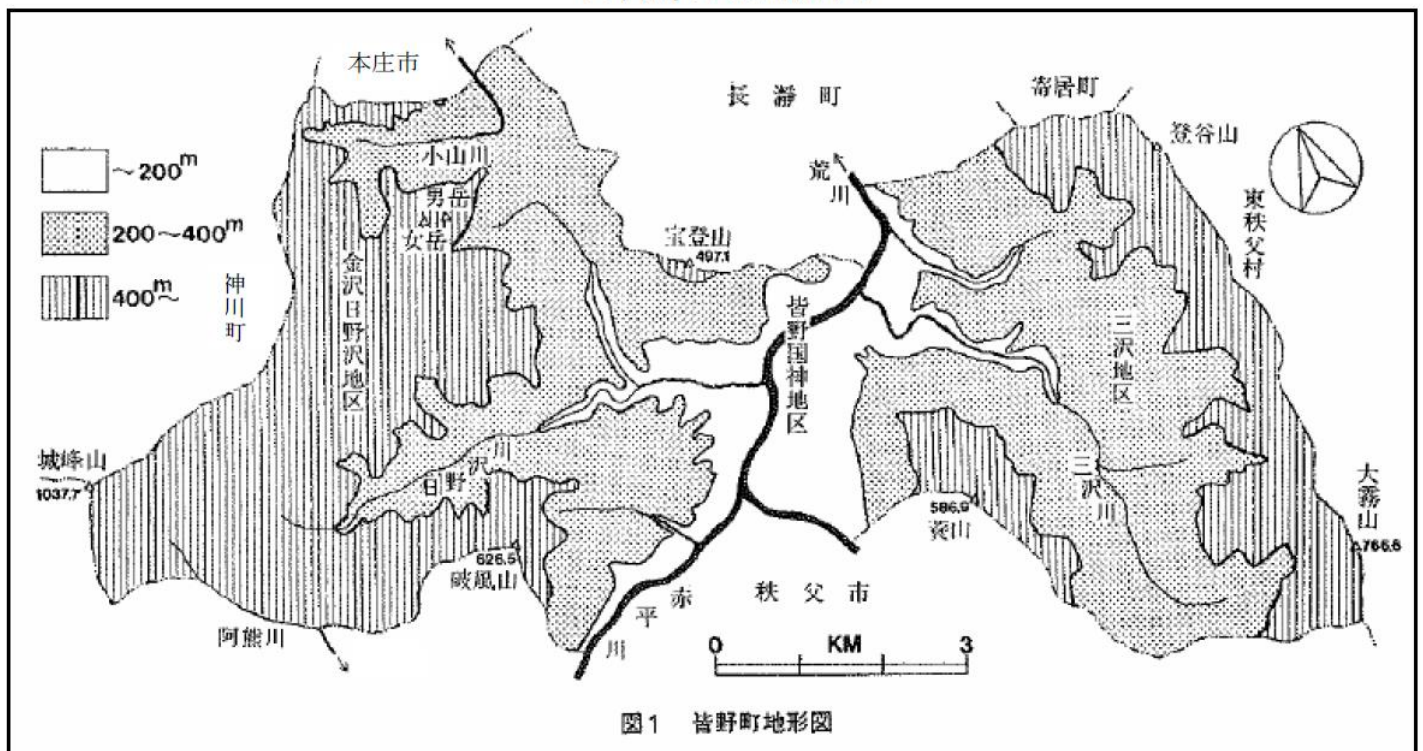 本庄市
長瀞町
寄居町
登谷山
~200m
200~400m
400m~
小山川
男岳
女岳
荒川
東秩父村
宝登山
497.1
神川町
金沢日野沢地区
皆野国神地区
三沢地区
城峰山
1037.7
日野沢川
三沢川
大霧山
766.6
586.9
蓑山
626.5
破風山
秩父市
赤平川
阿熊川
0 KM 3
図1 皆野町地形図